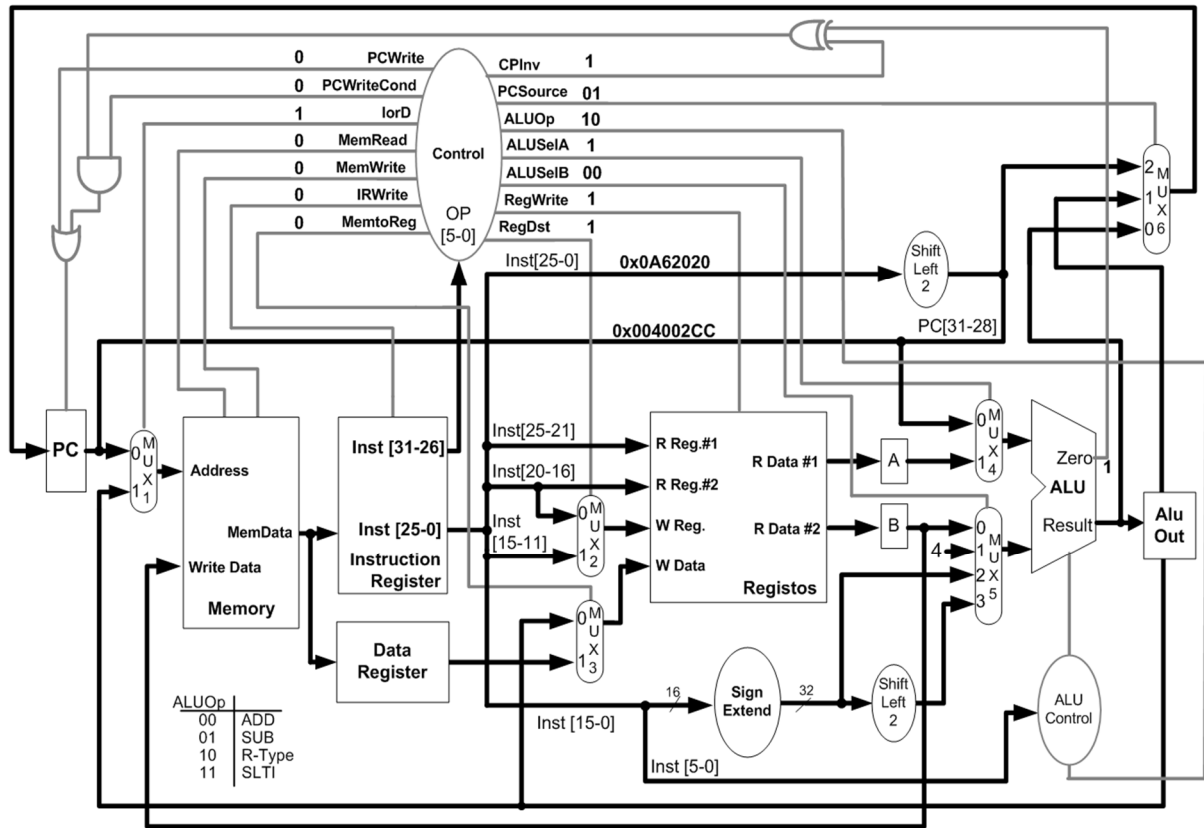 0 PCWrite
0 PCWriteCond
1 IorD
0 MemRead
0 MemWrite
0 IRWrite
0 MemtoReg
Control
OP
[5-0]
CPInv 1
PCSource 01
ALUOp 10
ALUSelA 1
ALUSelB 00
RegWrite 1
RegDst 1
Inst[25-0]
0x0A62020
Shift
Left
2
PC[31-28]
0x004002CC
2
1
0
M
U
X
6
PC
0
1
M
U
X
1
Address
MemData
Write Data
Memory
Inst [31-26]
Inst [25-0]
Instruction
Register
Data
Register
Inst[25-21]
Inst[20-16]
Inst
[15-11]
0
1
M
U
X
2
0
1
M
U
X
3
R Reg.#1
R Reg.#2
W Reg.
W Data
R Data #1
R Data #2
Registos
A
B
0
1
M
U
X
4
4
0
1
2
3
M
U
X
5
Zero
1
ALU
Result
Alu
Out
Inst [15-0]
16
Sign
Extend
32
Shift
Left
2
ALU
Control
Inst [5-0]
ALUOp
00 ADD
01 SUB
10 R-Type
11 SLTI